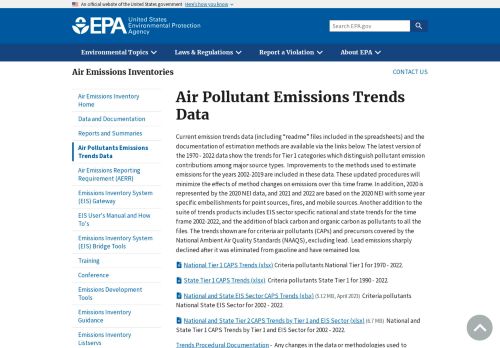 An official website of the United States government Here's how you know
EPA United States
Environmental Protection
Agency
Search EPA.gov
Environmental Topics Laws & Regulations Report a Violation About EPA
Air Emissions Inventories
CONTACT US
Air Emissions Inventory
Home
Data and Documentation
Reports and Summaries
Air Pollutants Emissions
Trends Data
Air Emissions Reporting
Requirement (AERR)
Emissions Inventory System
(EIS) Gateway
EIS User's Manual and How
To's
Emissions Inventory System
(EIS) Bridge Tools
Training
Conference
Emissions Development
Tools
Emissions Inventory
Guidance
Emissions Inventory
Listservs
Air Pollutant Emissions Trends
Data
Current emission trends data (including "readme" files included in the spreadsheets) and the
documentation of estimation methods are available via the links below. The latest version of
the 1970 - 2022 data show the trends for Tier 1 categories which distinguish pollutant emission
contributions among major source types. Improvements to the methods used to estimate
emissions for the years 2002-2019 are included in these data. These updated procedures will
minimize the effects of method changes on emissions over this time frame. In addition, 2020 is
represented by the 2020 NEI data, and 2021 and 2022 are based on the 2020 NEI with some year
specific embellishments for point sources, fires, and mobile sources. Another addition to the
suite of trends products includes EIS sector specific national and state trends for the time
frame 2002-2022, and the addition of black carbon and organic carbon as pollutants to all the
files. The trends shown are for criteria air pollutants (CAPs) and precursors covered by the
National Ambient Air Quality Standards (NAAQS), excluding lead. Lead emissions sharply
declined after it was eliminated from gasoline and have remained low.
National Tier 1 CAPS Trends (xlsx) Criteria pollutants National Tier 1 for 1970 - 2022.
State Tier 1 CAPS Trends (xlsx) Criteria pollutants State Tier 1 for 1990 - 2022.
National and State EIS Sector CAPS Trends (xlsx) (5.12 MB, April 2023) Criteria pollutants
National State EIS Sector for 2002 - 2022.
National and State Tier 2 CAPS Trends by Tier 1 and EIS Sector (xlsx) (6.7 MB) National and
State Tier 1 CAPS Trends by Tier 1 and EIS Sector for 2002 - 2022.
Trends Procedural Documentation - Any changes in the data or methodologies used to